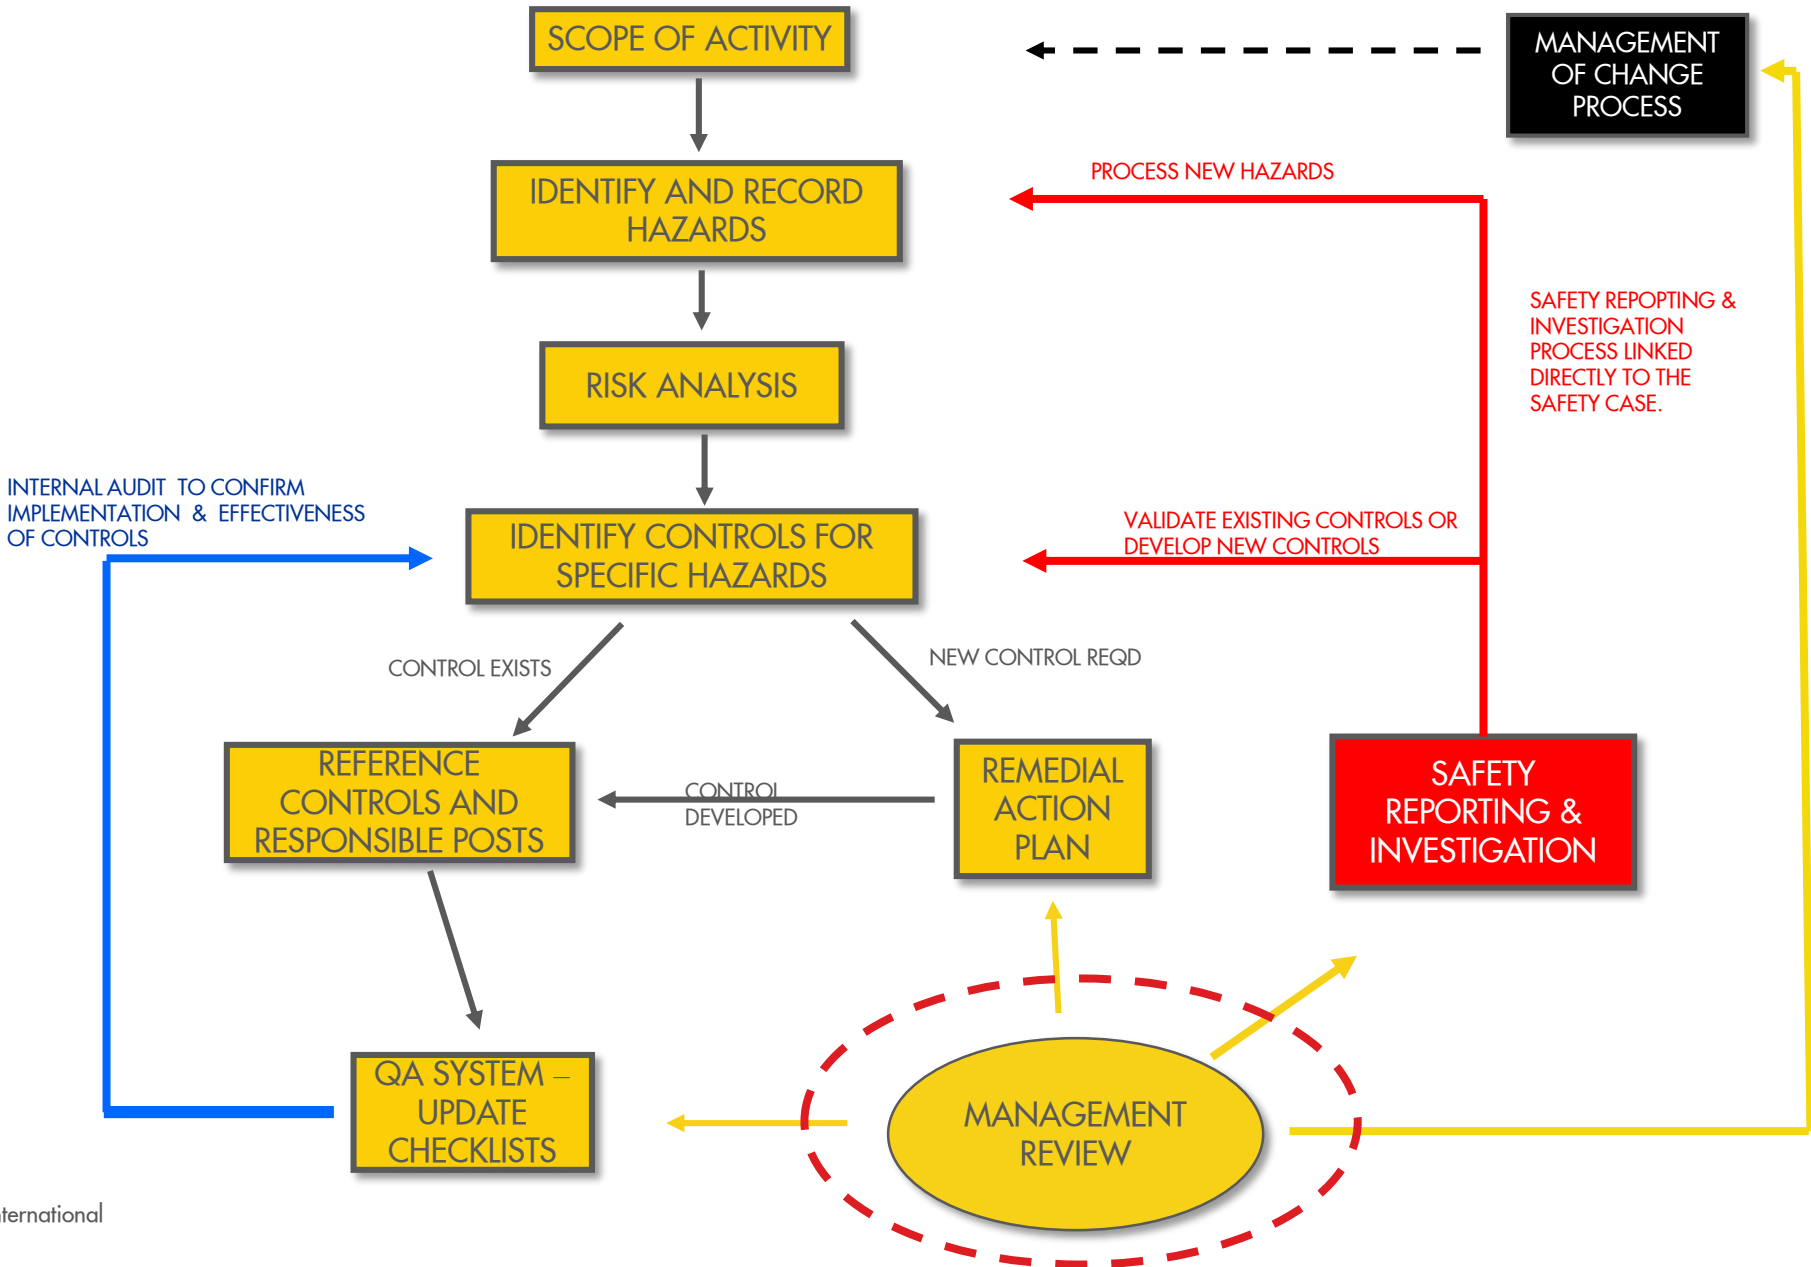 SCOPE OF ACTIVITY
MANAGEMENT
OF CHANGE
PROCESS
PROCESS NEW HAZARDS
IDENTIFY AND RECORD
HAZARDS
SAFETY REPOPTING &
INVESTIGATION
PROCESS LINKED
DIRECTLY TO THE
SAFETY CASE.
RISK ANALYSIS
INTERNAL AUDIT TO CONFIRM
IMPLEMENTATION & EFFECTIVENESS
OF CONTROLS
IDENTIFY CONTROLS FOR
SPECIFIC HAZARDS
VALIDATE EXISTING CONTROLS OR
DEVELOP NEW CONTROLS
CONTROL EXISTS
NEW CONTROL REQD
REFERENCE
CONTROLS AND
RESPONSIBLE POSTS
CONTROL
DEVELOPED
REMEDIAL
ACTION
PLAN
SAFETY
REPORTING &
INVESTIGATION
QA SYSTEM –
UPDATE
CHECKLISTS
MANAGEMENT
REVIEW